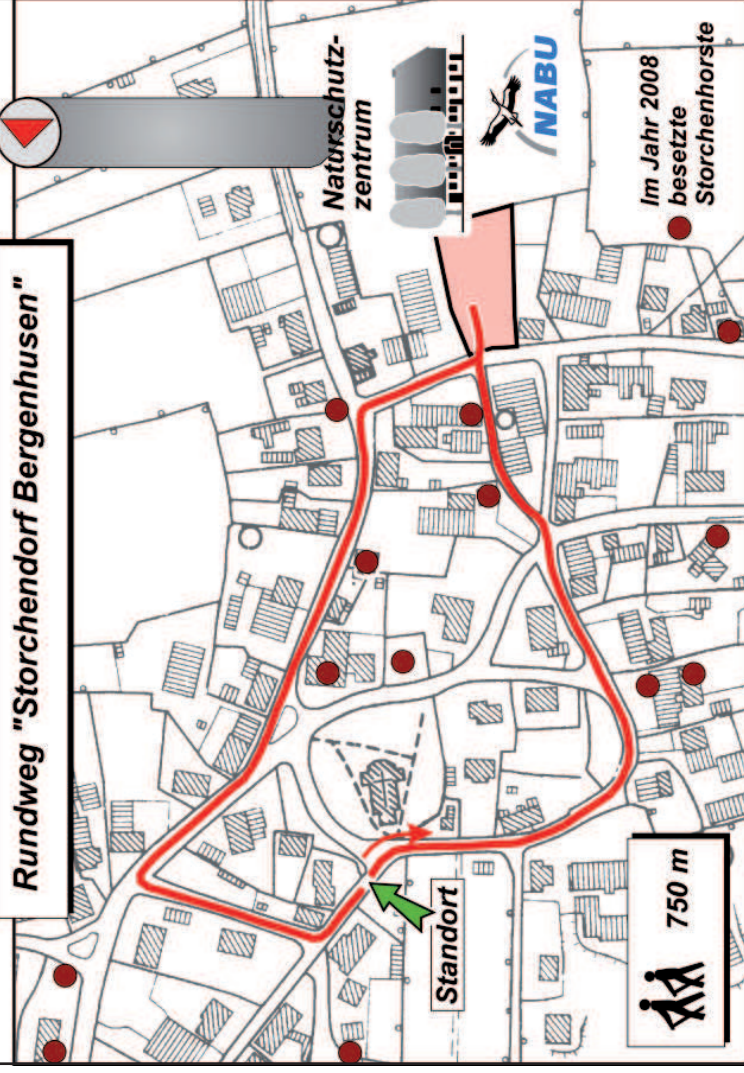 Rundweg "Storchendorf Bergenhusen"
Naturschutz-
zentrum
NABU
Im Jahr 2008
besetzte
Storchenhorste
Standort
750 m